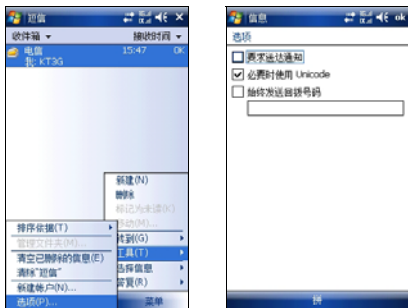 短信
收件箱
接收时间
电信
15:47
OK
我: KT3G
新建(N)
删除
标记为未读(K)
移动(M)...
转到(G)
工具(T)
选择信息
答复(R)
排序依据(T)
管理文件夹(M)...
清空已删除的信息(E)
清除"短信"
新建帐户(N)...
选项(P)...
菜单
信息
ok
选项
要求送达通知
必要时使用 Unicode
始终发送回拨号码